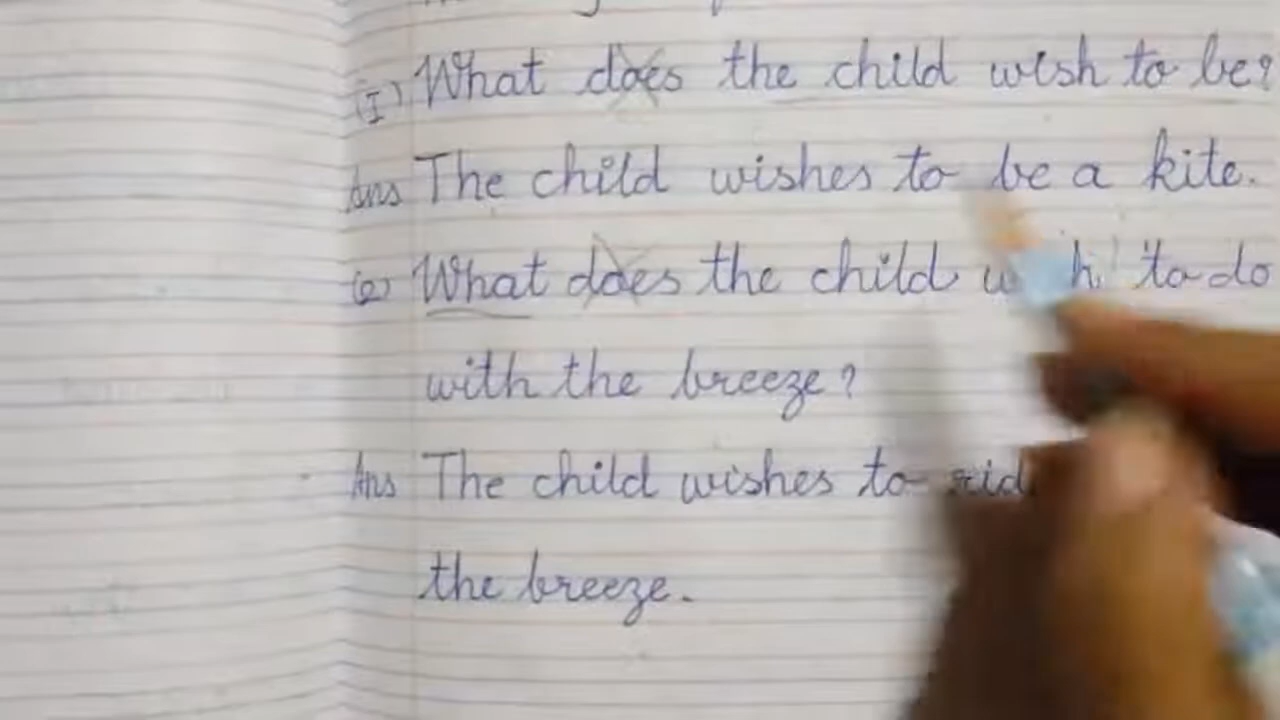 (I) What does the child wish to be?
Ans The child wishes to be a kite.
(2) What does the child to do
with the breeze?
Ans The child wishes to
the breeze.